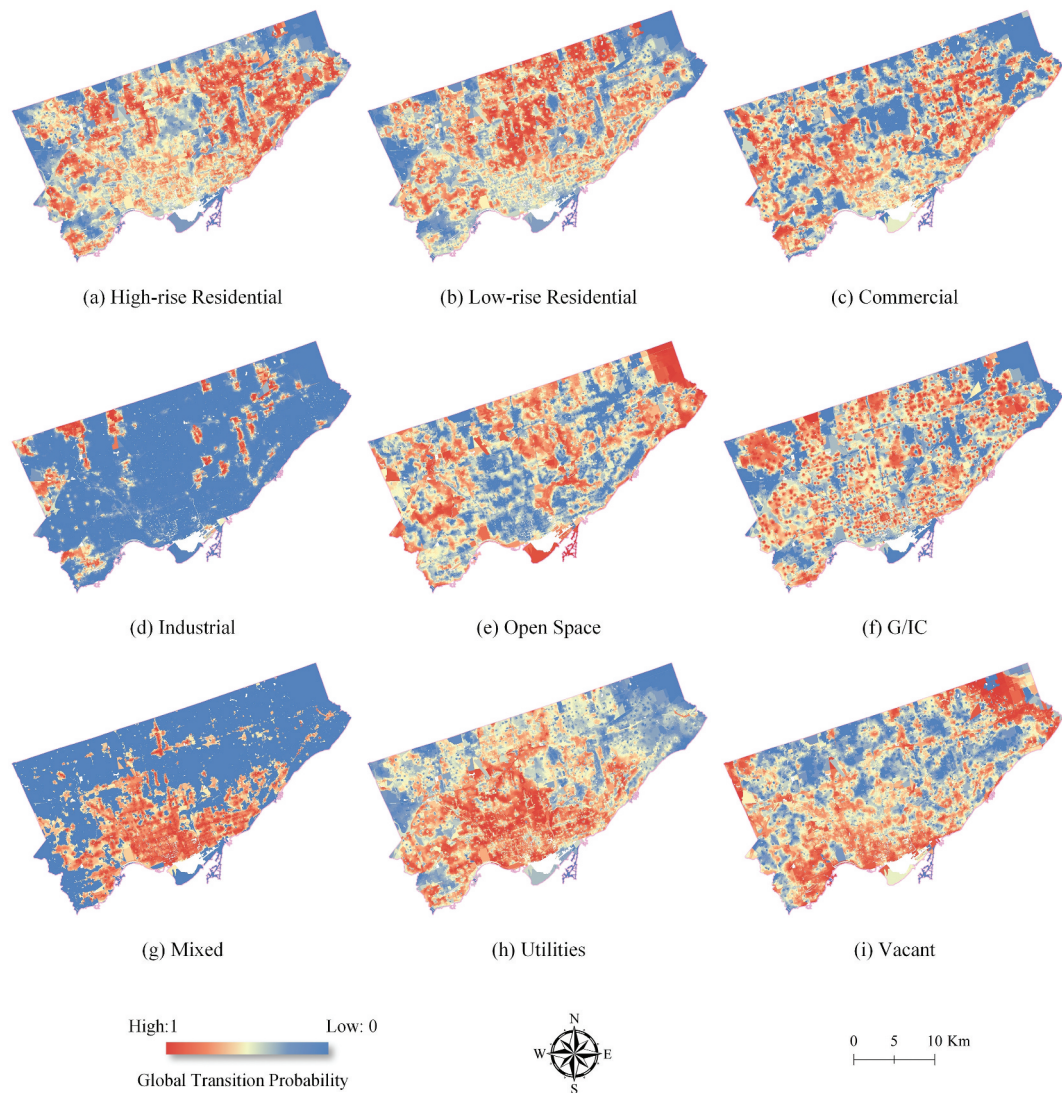 (a) High-rise Residential
(b) Low-rise Residential
(c) Commercial
(d) Industrial
(e) Open Space
(f) G/IC
(g) Mixed
(h) Utilities
(i) Vacant
High:1 Low: 0
Global Transition Probability
N
W E
S
0 5 10 Km